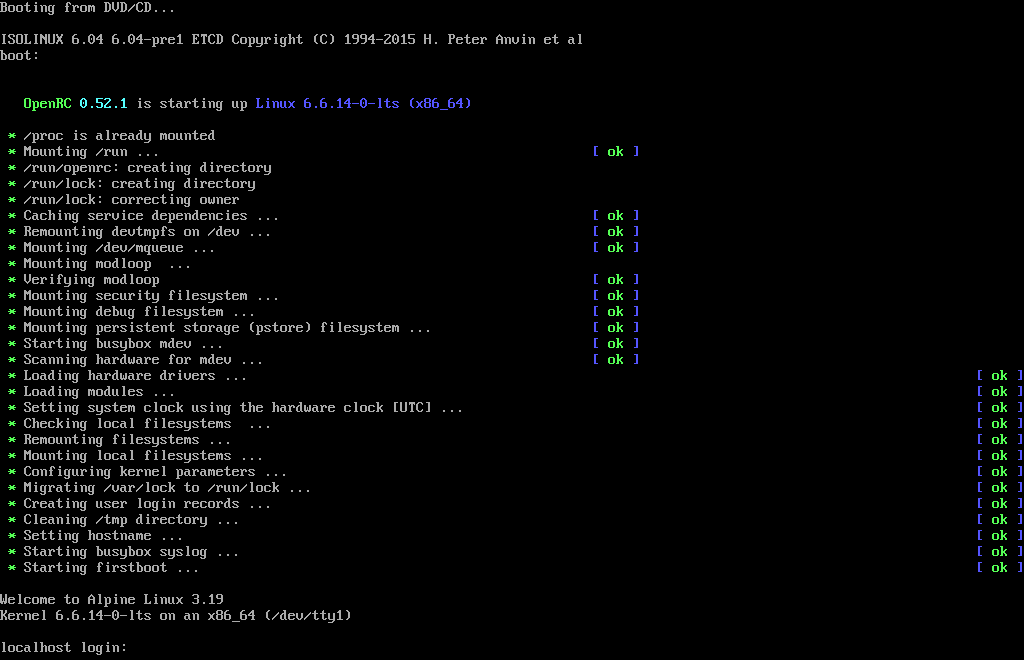 Booting from DVD/CD...
ISOLINUX 6.04 6.04-pre1 ETCD Copyright (C) 1994-2015 H. Peter Anvin et al
boot:
OpenRC 0.52.1 is starting up Linux 6.6.14-0-lts (x86_64)
* /proc is already mounted
* Mounting /run ... [ ok ]
* /run/openrc: creating directory
* /run/lock: creating directory
* /run/lock: correcting owner
* Caching service dependencies ... [ ok ]
* Remounting devtmpfs on /dev ... [ ok ]
* Mounting /dev/mqueue ... [ ok ]
* Mounting modloop  ...
* Verifying modloop [ ok ]
* Mounting security filesystem ... [ ok ]
* Mounting debug filesystem ... [ ok ]
* Mounting persistent storage (pstore) filesystem ... [ ok ]
* Starting busybox mdev ... [ ok ]
* Scanning hardware for mdev ... [ ok ]
* Loading hardware drivers ... [ ok ]
* Loading modules ... [ ok ]
* Setting system clock using the hardware clock [UTC] ... [ ok ]
* Checking local filesystems  ... [ ok ]
* Remounting filesystems ... [ ok ]
* Mounting local filesystems ... [ ok ]
* Configuring kernel parameters ... [ ok ]
* Migrating /var/lock to /run/lock ... [ ok ]
* Creating user login records ... [ ok ]
* Cleaning /tmp directory ... [ ok ]
* Setting hostname ... [ ok ]
* Starting busybox syslog ... [ ok ]
* Starting firstboot ... [ ok ]
Welcome to Alpine Linux 3.19
Kernel 6.6.14-0-lts on an x86_64 (/dev/tty1)
localhost login: